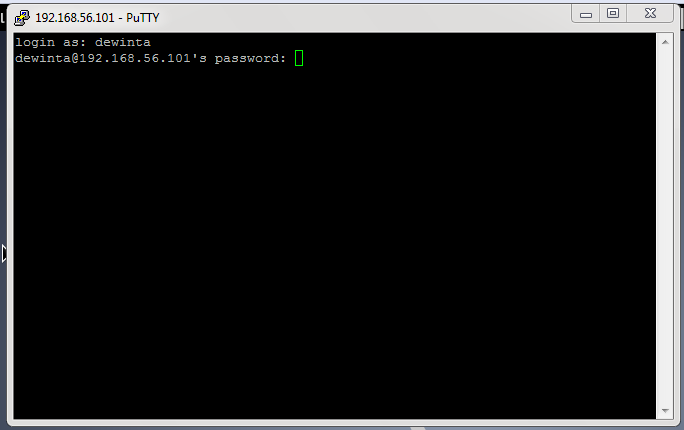 192.168.56.101 - PuTTY
login as: dewinta
dewinta@192.168.56.101's password: